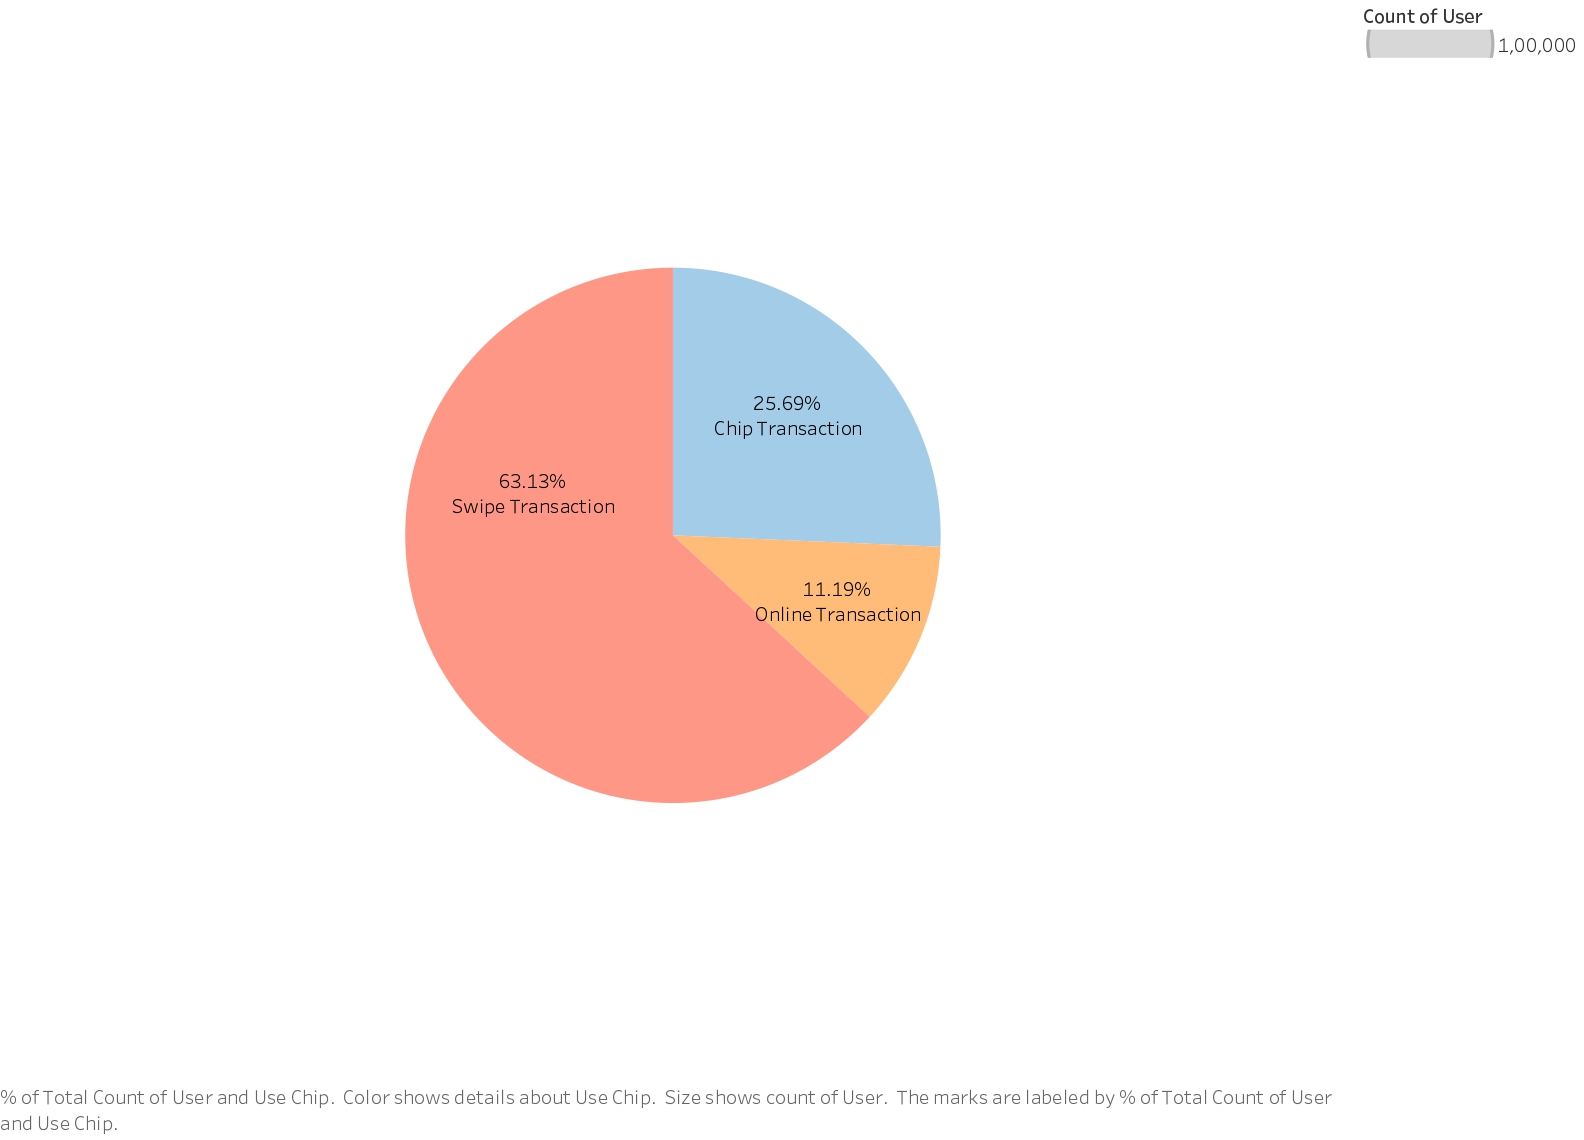 Count of User
1,00,000
25.69%
Chip Transaction
63.13%
Swipe Transaction
11.19%
Online Transaction
% of Total Count of User and Use Chip.  Color shows details about Use Chip.  Size shows count of User.  The marks are labeled by % of Total Count of User
and Use Chip.